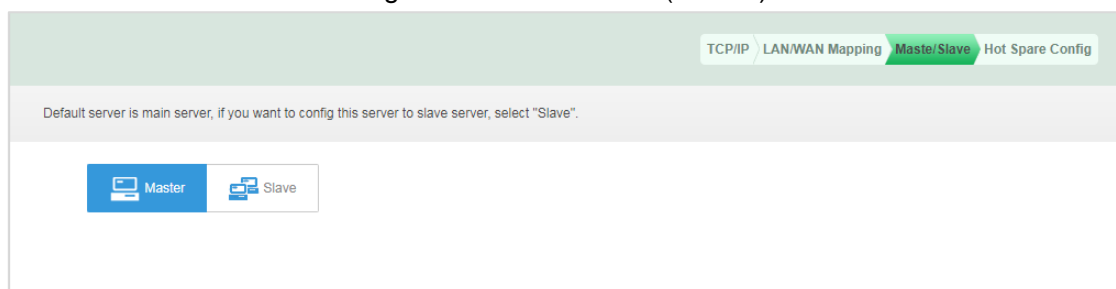 TCP/IP LAN/WAN Mapping Maste/Slave Hot Spare Config
Default server is main server, if you want to config this server to slave server, select "Slave".
Master Slave